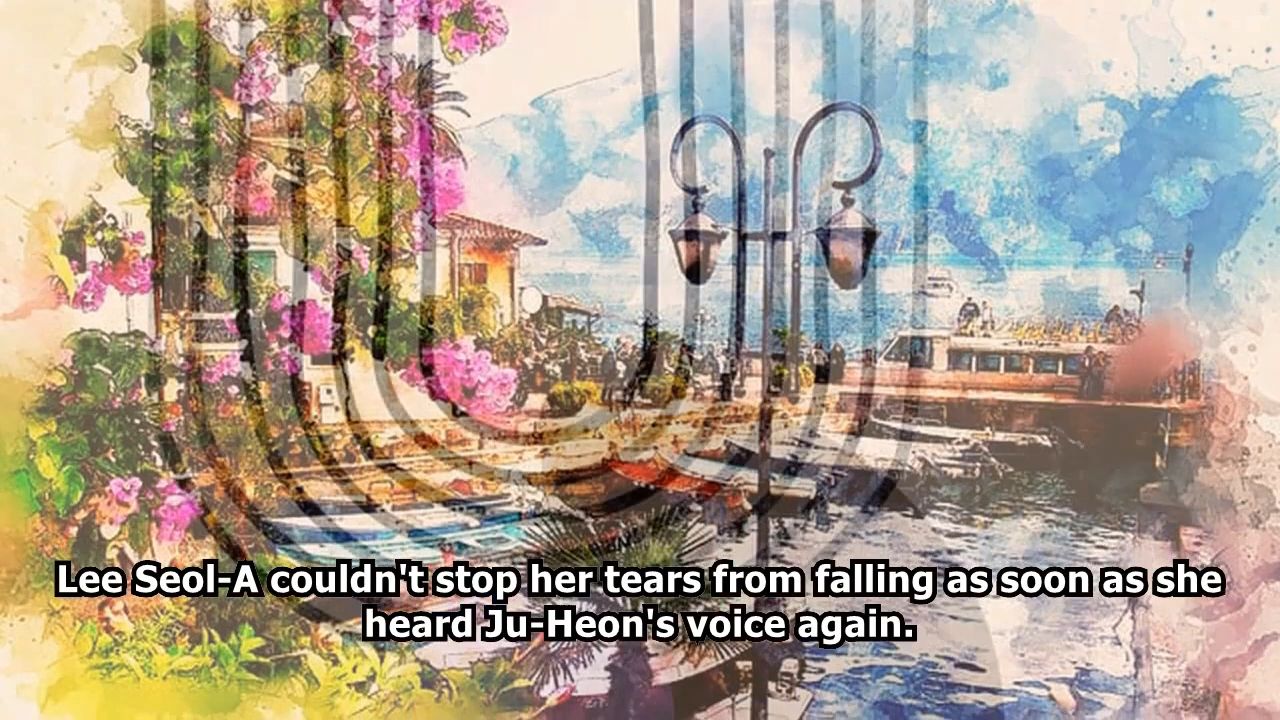 Lee Seol-A couldn't stop her tears from falling as soon as she
heard Ju-Heon's voice again.